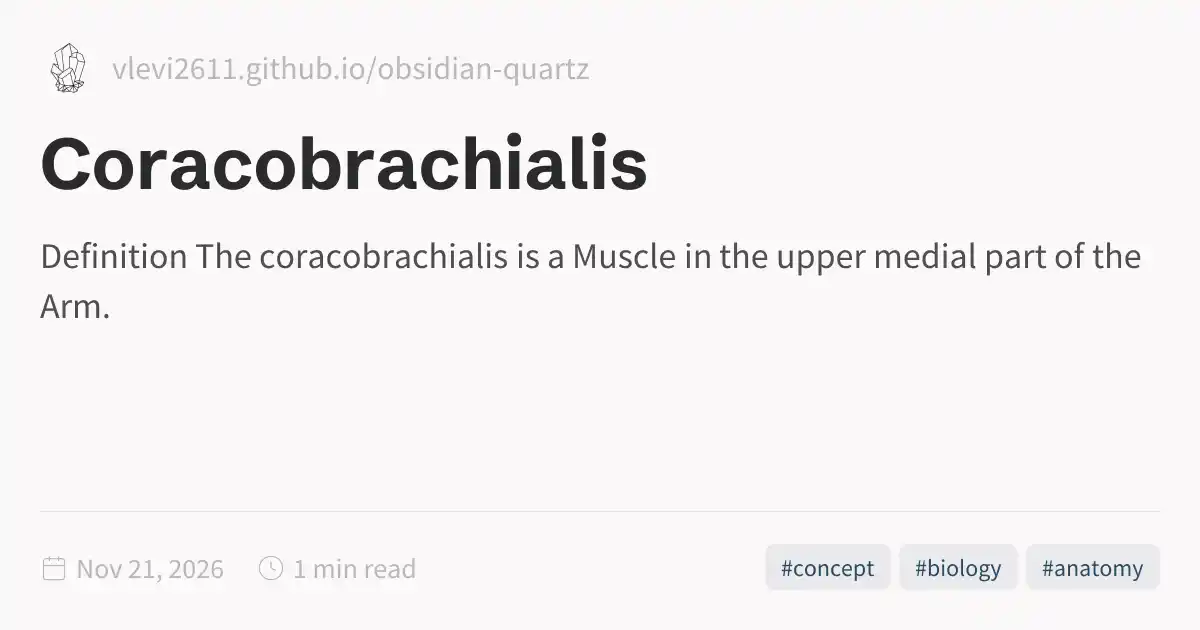 vlevi2611.github.io/obsidian-quartz
Coracobrachialis
Definition The coracobrachialis is a Muscle in the upper medial part of the
Arm.
Nov 21, 2026 1 min read #concept #biology #anatomy